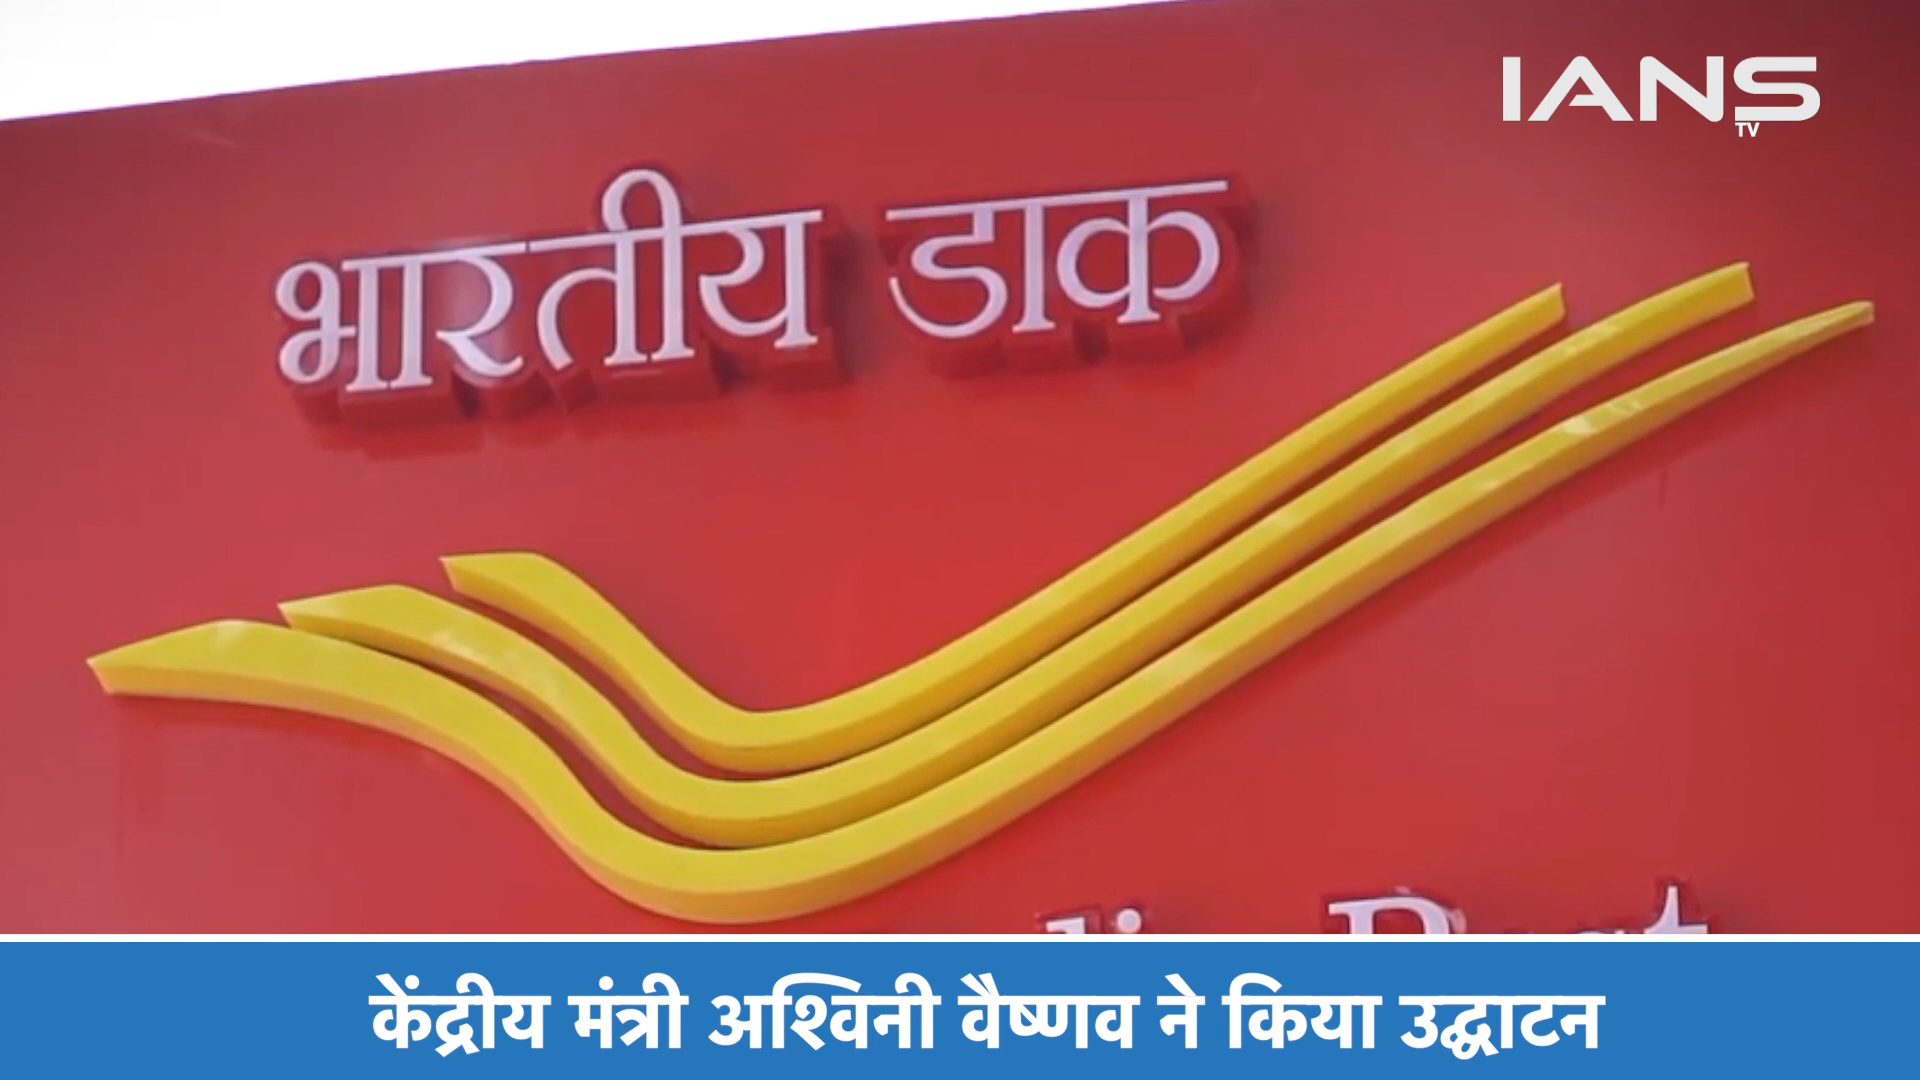 IANS
TV
भारतीय डाक
केंद्रीय मंत्री अश्विनी वैष्णव ने किया उद्घाटन